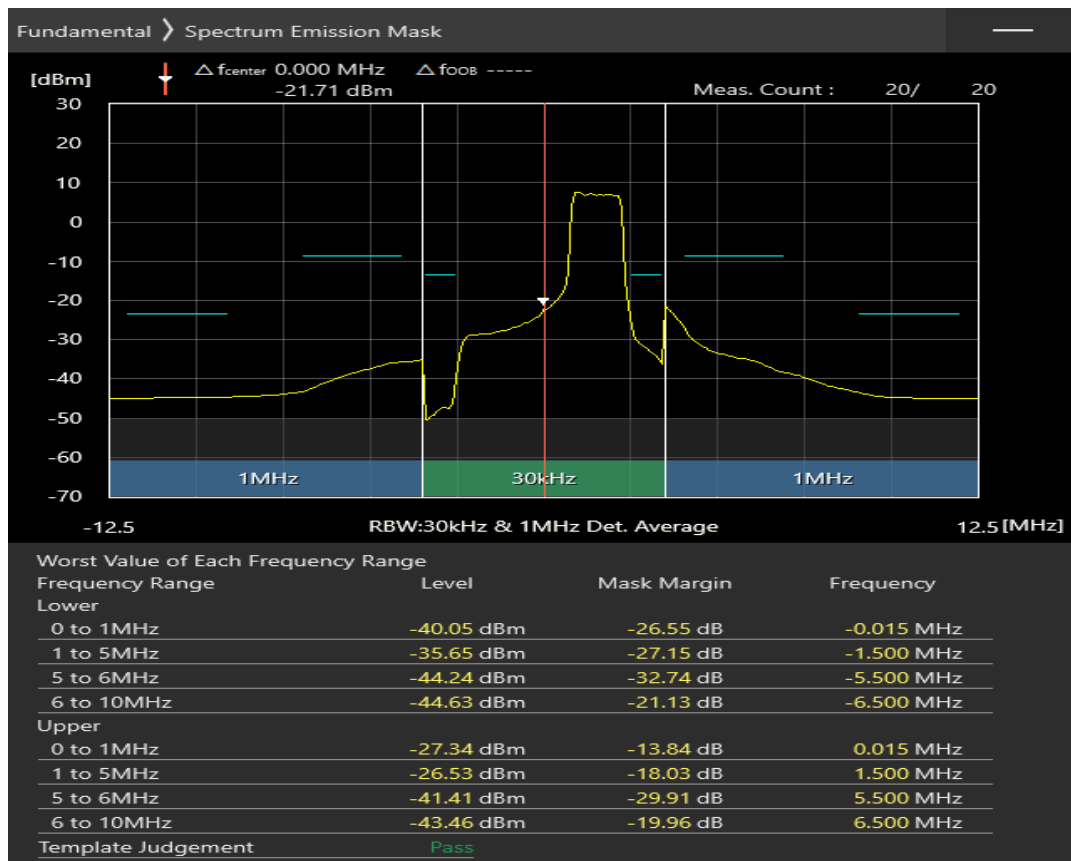 Fundamental ❯ Spectrum Emission Mask
[dBm] △ fcenter 0.000 MHz △ fOOB -----
-21.71 dBm Meas. Count : 20/ 20
30
20
10
0
-10
-20
-30
-40
-50
-60
-70
1MHz 30kHz 1MHz
-12.5 RBW:30kHz & 1MHz Det. Average 12.5 [MHz]
Worst Value of Each Frequency Range
Frequency Range Level Mask Margin Frequency
Lower
0 to 1MHz -40.05 dBm -26.55 dB -0.015 MHz
1 to 5MHz -35.65 dBm -27.15 dB -1.500 MHz
5 to 6MHz -44.24 dBm -32.74 dB -5.500 MHz
6 to 10MHz -44.63 dBm -21.13 dB -6.500 MHz
Upper
0 to 1MHz -27.34 dBm -13.84 dB 0.015 MHz
1 to 5MHz -26.53 dBm -18.03 dB 1.500 MHz
5 to 6MHz -41.41 dBm -29.91 dB 5.500 MHz
6 to 10MHz -43.46 dBm -19.96 dB 6.500 MHz
Template Judgement Pass